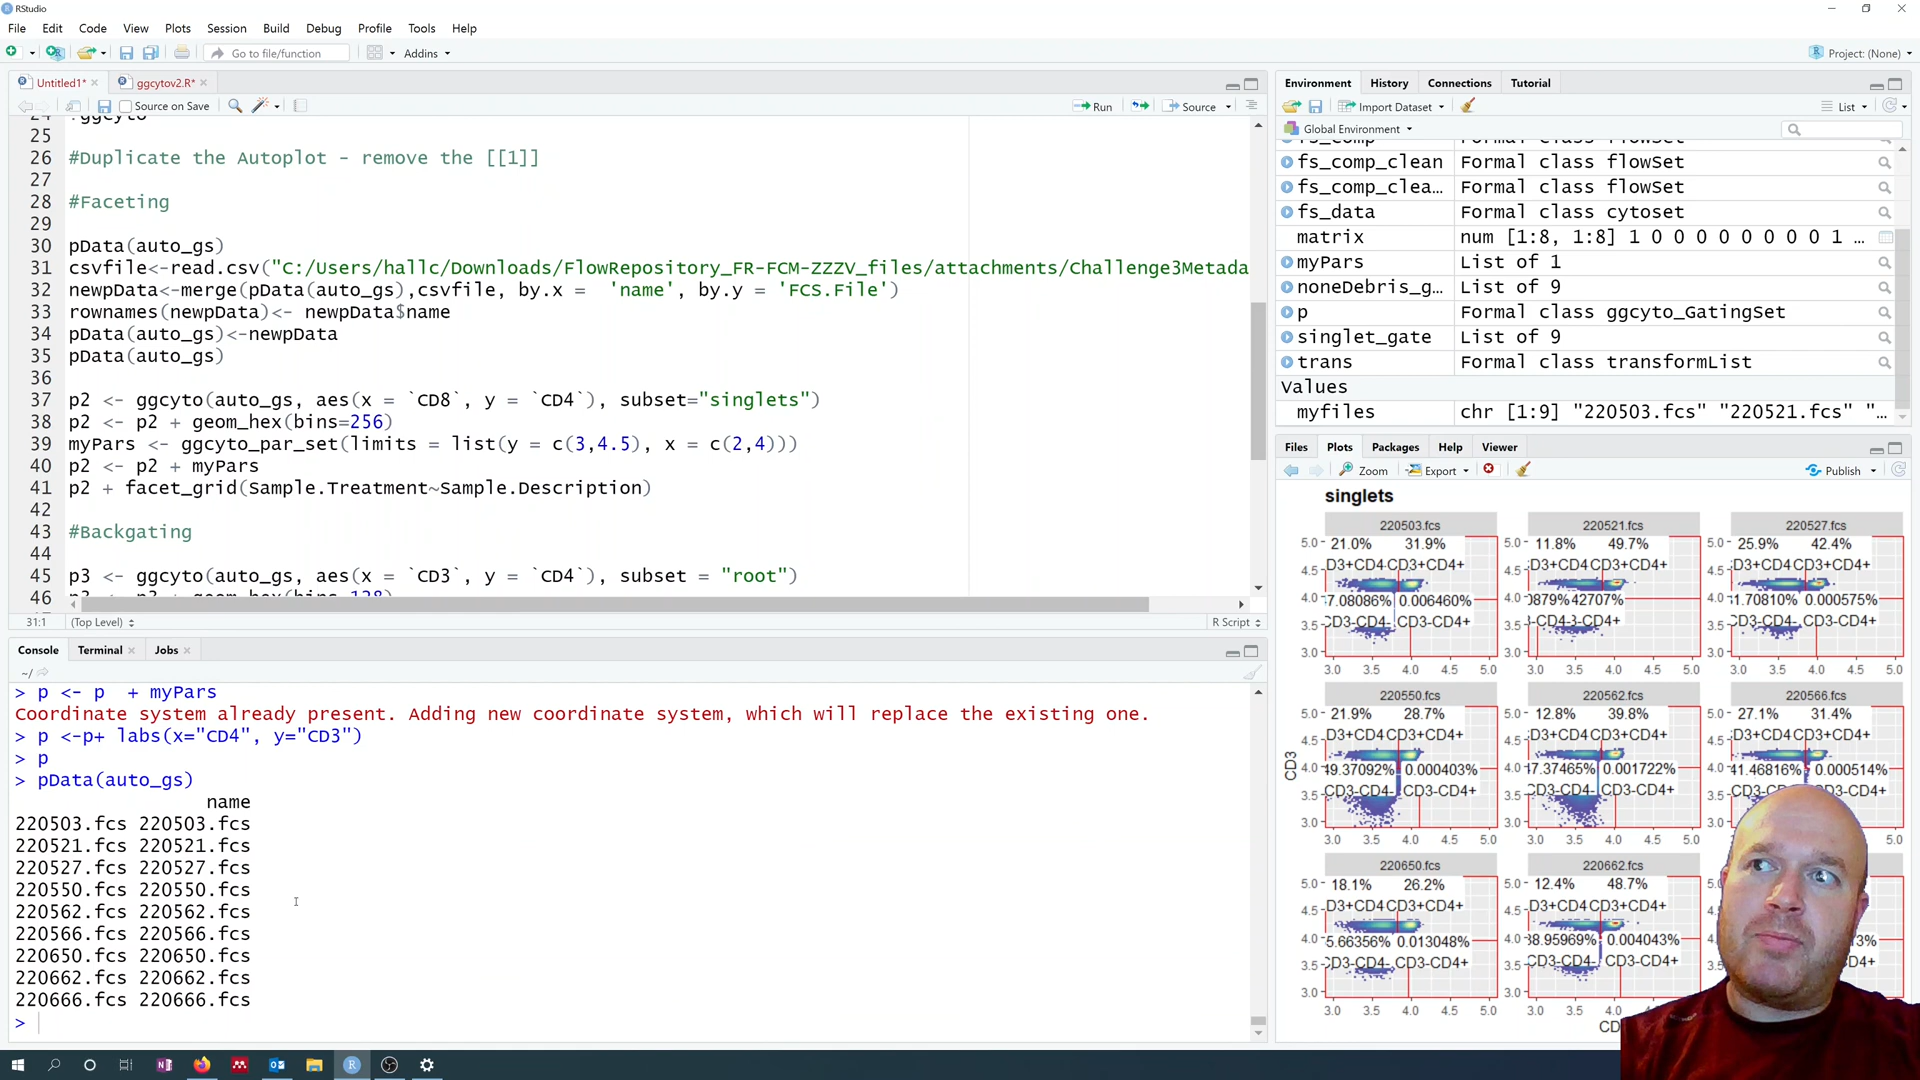 RStudio
File Edit Code View Plots Session Build Debug Profile Tools Help
Go to file/function Addins Project: (None)
Untitled1* ggcytov2.R*
Source on Save Run Source
25
26 #Duplicate the Autoplot - remove the [[1]]
27
28 #Faceting
29
30 pData(auto_gs)
31 csvfile<-read.csv("C:/Users/hallc/Downloads/FlowRepository_FR-FCM-ZZZV_files/attachments/Challenge3Metada
32 newpData<-merge(pData(auto_gs),csvfile, by.x = 'name', by.y = 'FCS.File')
33 rownames(newpData)<- newpData$name
34 pData(auto_gs)<-newpData
35 pData(auto_gs)
36
37 p2 <- ggcyto(auto_gs, aes(x = `CD8`, y = `CD4`), subset="singlets")
38 p2 <- p2 + geom_hex(bins=256)
39 myPars <- ggcyto_par_set(limits = list(y = c(3,4.5), x = c(2,4)))
40 p2 <- p2 + myPars
41 p2 + facet_grid(Sample.Treatment~Sample.Description)
42
43 #Backgating
44
45 p3 <- ggcyto(auto_gs, aes(x = `CD3`, y = `CD4`), subset = "root")
46
31:1 (Top Level) R Script
Console Terminal Jobs
~/
> p <- p  + myPars
Coordinate system already present. Adding new coordinate system, which will replace the existing one.
> p <-p+ labs(x="CD4", y="CD3")
> p
> pData(auto_gs)
name
220503.fcs 220503.fcs
220521.fcs 220521.fcs
220527.fcs 220527.fcs
220550.fcs 220550.fcs
220562.fcs 220562.fcs
220566.fcs 220566.fcs
220650.fcs 220650.fcs
220662.fcs 220662.fcs
220666.fcs 220666.fcs
>
Environment History Connections Tutorial
Import Dataset List
Global Environment
fs_comp_clean Formal class flowSet
fs_comp_clea… Formal class flowSet
fs_data Formal class cytoset
matrix num [1:8, 1:8] 1 0 0 0 0 0 0 0 0 1 …
myPars List of 1
noneDebris_g… List of 9
p Formal class ggcyto_GatingSet
singlet_gate List of 9
trans Formal class transformList
Values
myfiles chr [1:9] "220503.fcs" "220521.fcs" "…
Files Plots Packages Help Viewer
Zoom Export Publish
singlets
220503.fcs 220521.fcs 220527.fcs
5.0 21.0% 31.9% 5.0 11.8% 49.7% 5.0 25.9% 42.4%
4.5 D3+CD4 CD3+CD4+ 4.5 D3+CD4 CD3+CD4+ 4.5 D3+CD4 CD3+CD4+
4.0 7.08086% 0.006460% 4.0 0879% 42707% 4.0 41.70810% 0.000575%
3.5 CD3-CD4- CD3-CD4+ 3.5 3-CD4-3-CD4+ 3.5 CD3-CD4- CD3-CD4+
3.0 3.0 3.0
3.0 3.5 4.0 4.5 5.0 3.0 3.5 4.0 4.5 5.0 3.0 3.5 4.0 4.5 5.0
220550.fcs 220562.fcs 220566.fcs
5.0 21.9% 28.7% 5.0 12.8% 39.8% 5.0 27.1% 31.4%
4.5 D3+CD4 CD3+CD4+ 4.5 D3+CD4 CD3+CD4+ 4.5 D3+CD4 CD3+CD4+
CD3
4.0 49.37092% 0.000403% 4.0 47.37465% 0.001722% 4.0 41.46816% 0.000514%
3.5 CD3-CD4- CD3-CD4+ 3.5 CD3-CD4- CD3-CD4+ 3.5 CD3-CD4+
3.0 3.0 3.0
3.0 3.5 4.0 4.5 5.0 3.0 3.5 4.0 4.5 5.0 5.0
220650.fcs 220662.fcs
5.0 18.1% 26.2% 5.0 12.4% 48.7% 5.0
4.5 D3+CD4 CD3+CD4+ 4.5 D3+CD4 CD3+CD4+
4.0 5.66356% 0.013048% 4.0 38.95969% 0.004043% 3%
3.5 CD3-CD4- CD3-CD4+ 3.5 CD3-CD4- CD3-CD4+ CD4+
3.0 3.0
3.0 3.5 4.0 4.5 5.0 3.0 3.5 4.0 4.5 5.0
CD